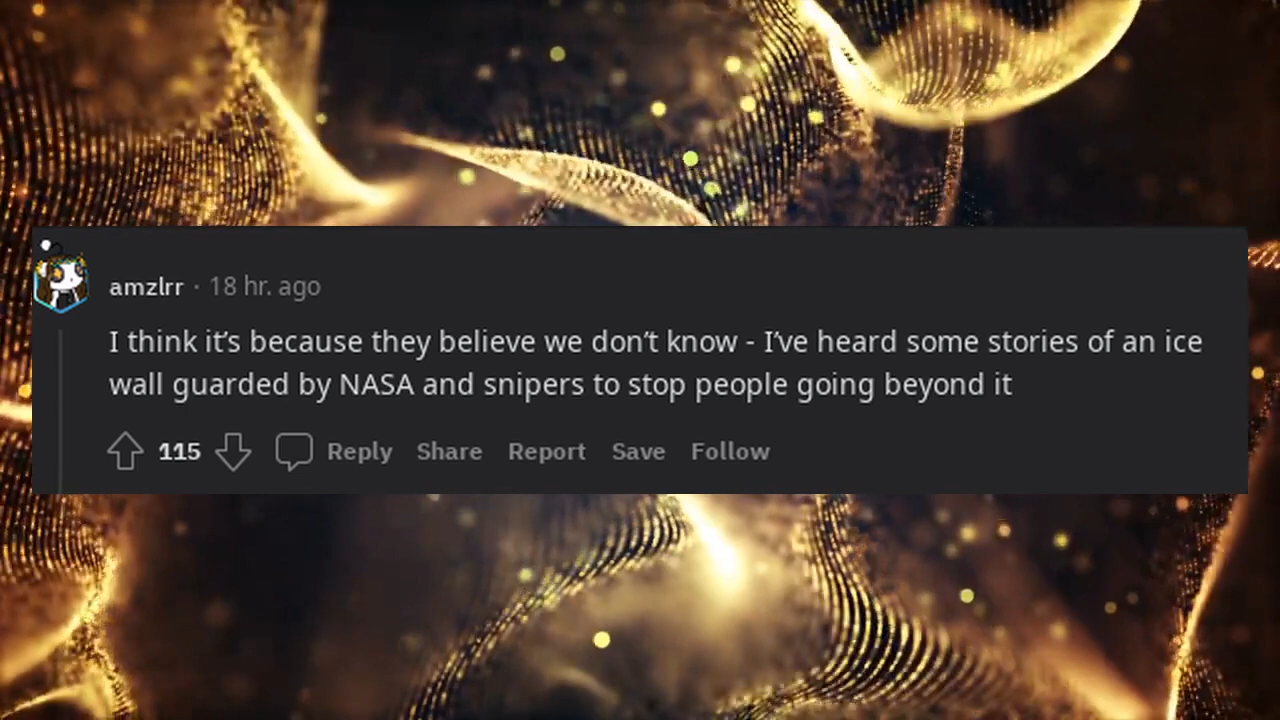 amzlrr · 18 hr. ago
I think it’s because they believe we don’t know - I’ve heard some stories of an ice
wall guarded by NASA and snipers to stop people going beyond it
115 Reply Share Report Save Follow